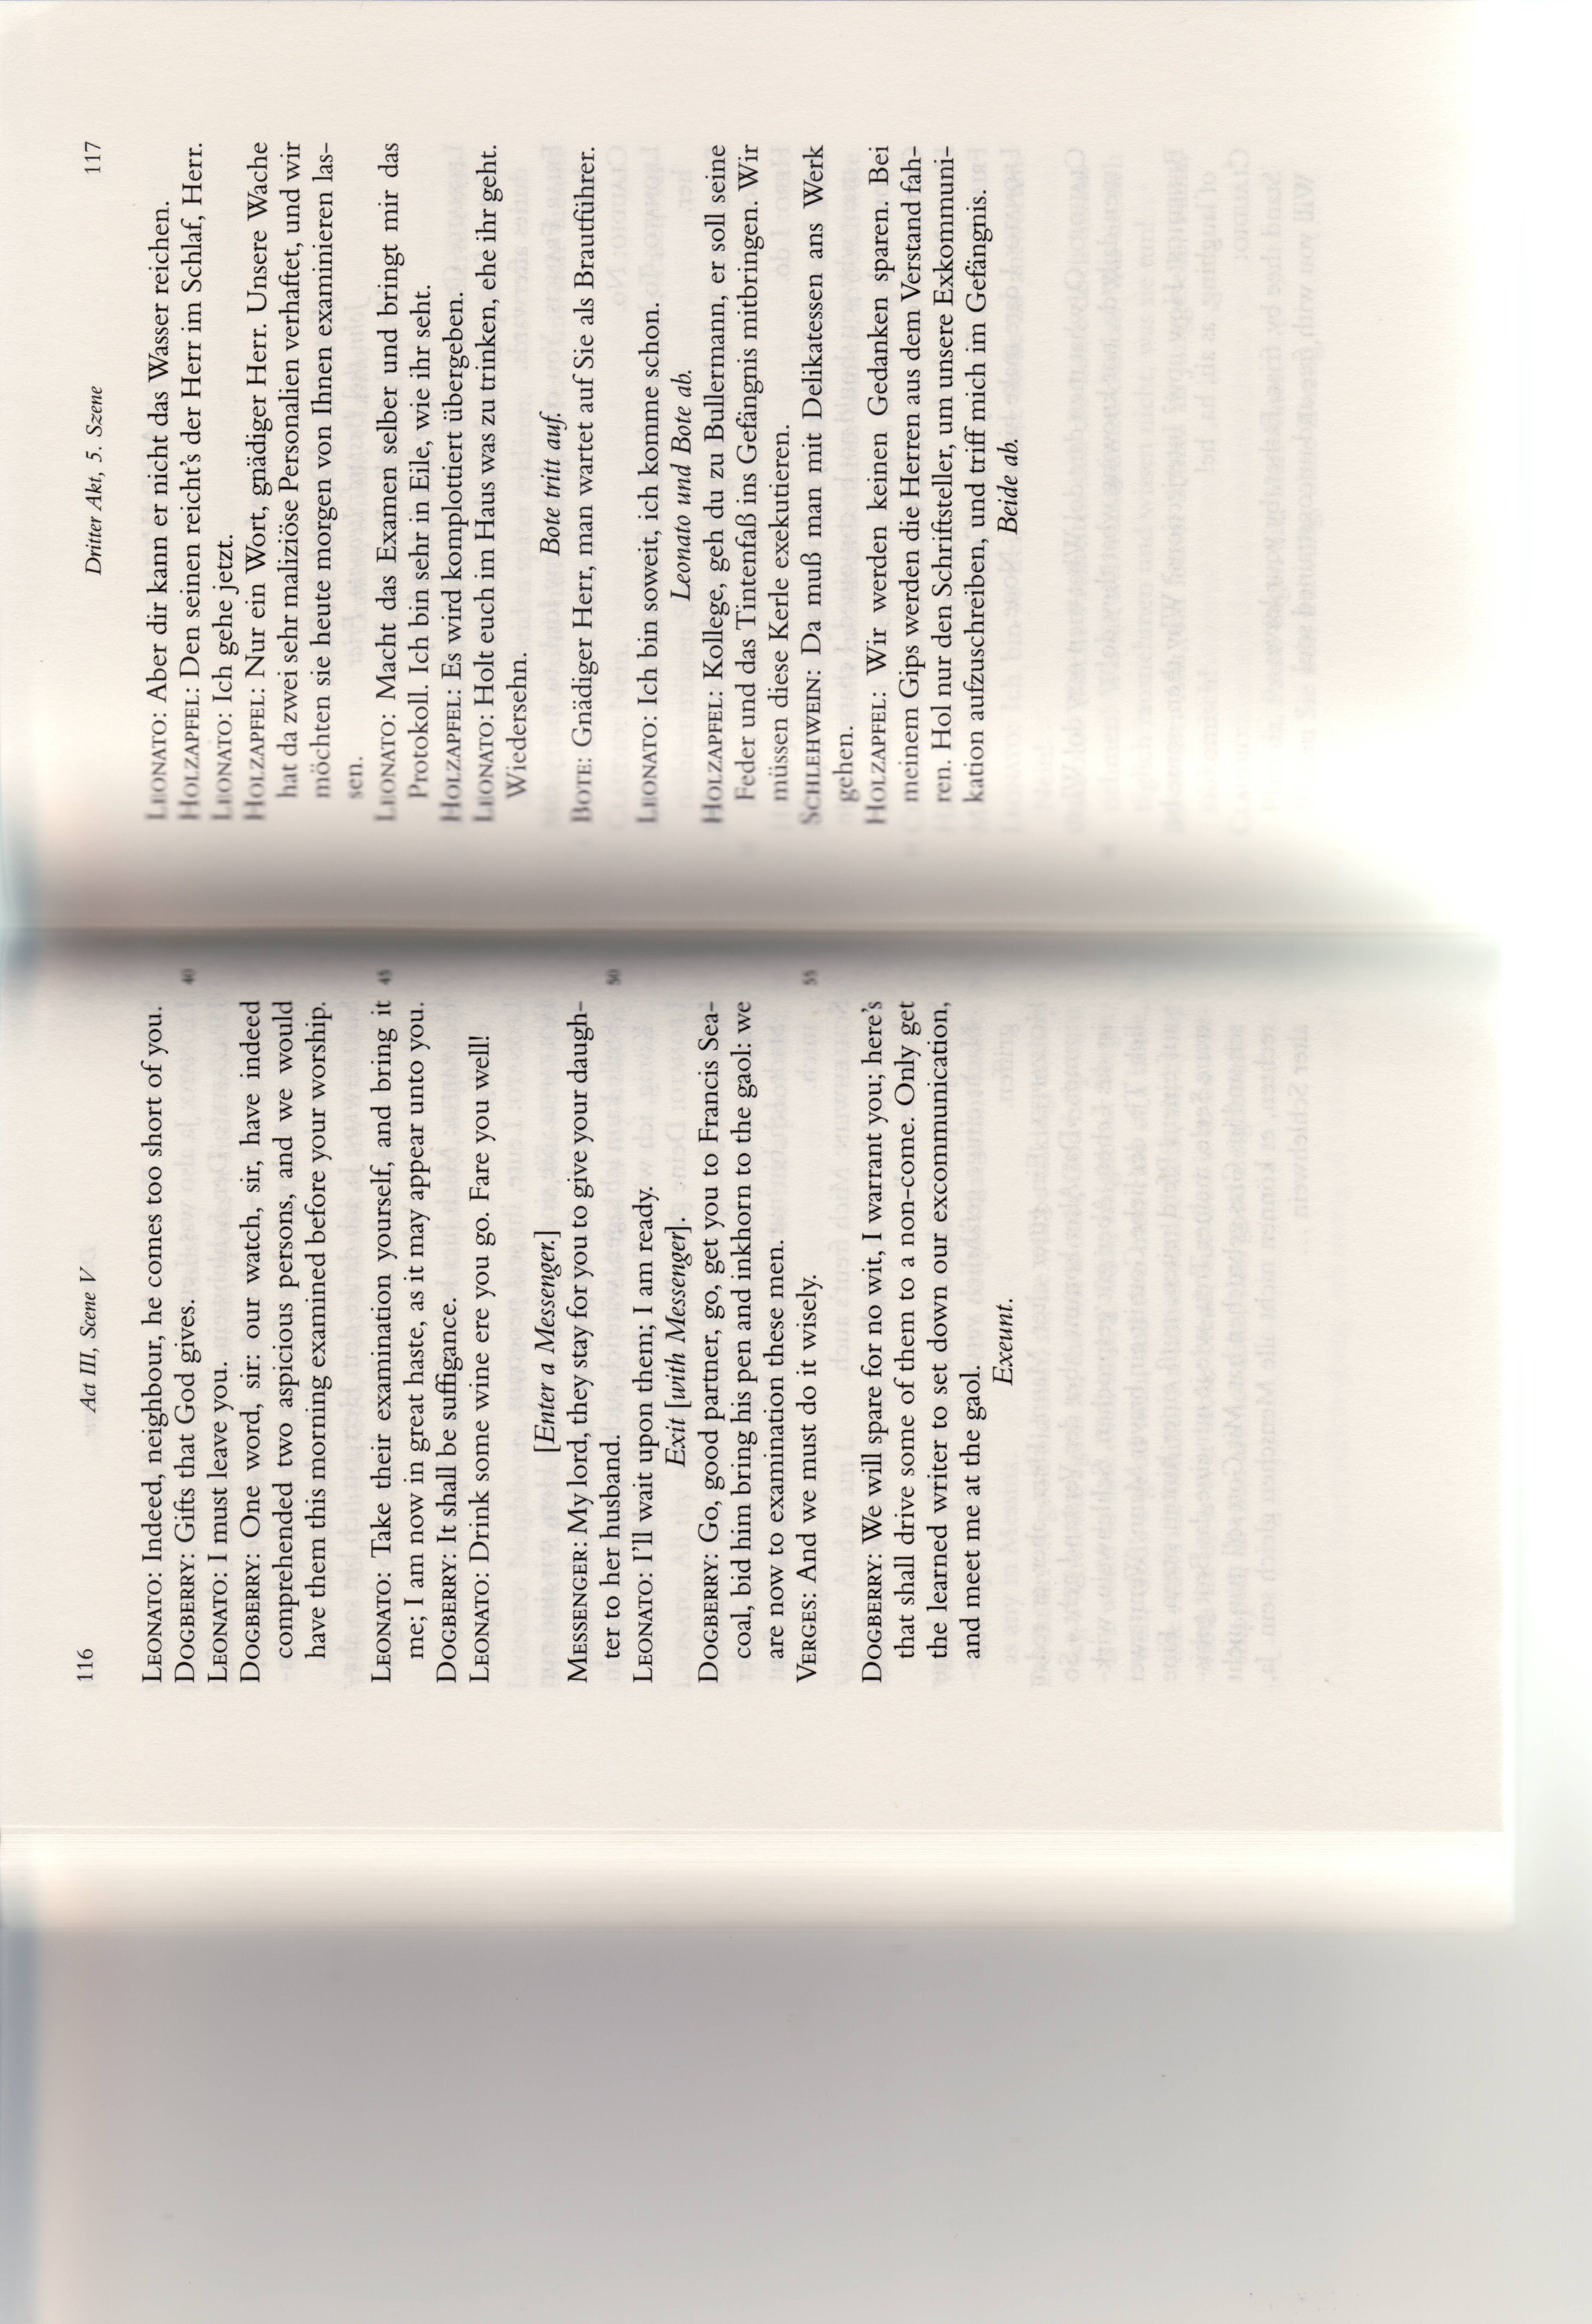 116
Act III, Scene V
LEONATO: Indeed, neighbour, he comes too short of you.
DOGBERRY: Gifts that God gives.
40
LEONATO: I must leave you.
DOGBERRY: One word, sir: our watch, sir, have indeed
comprehended two aspicious persons, and we would
have them this morning examined before your worship.
LEONATO: Take their examination yourself, and bring it
45
me; I am now in great haste, as it may appear unto you.
DOGBERRY: It shall be suffigance.
LEONATO: Drink some wine ere you go. Fare you well!
[Enter a Messenger.]
MESSENGER: My lord, they stay for you to give your daugh-
ter to her husband.
50
LEONATO: I'll wait upon them; I am ready.
Exit [with Messenger].
DOGBERRY: Go, good partner, go, get you to Francis Sea-
coal, bid him bring his pen and inkhorn to the gaol: we
are now to examination these men.
VERGES: And we must do it wisely.
55
DOGBERRY: We will spare for no wit, I warrant you; here's
that shall drive some of them to a non-come. Only get
the learned writer to set down our excommunication,
and meet me at the gaol.
Exeunt.
Dritter Akt, 5. Szene
117
LEONATO: Aber dir kann er nicht das Wasser reichen.
HOLZAPFEL: Den seinen reicht's der Herr im Schlaf, Herr.
LEONATO: Ich gehe jetzt.
HOLZAPFEL: Nur ein Wort, gnädiger Herr. Unsere Wache
hat da zwei sehr maliziöse Personalien verhaftet, und wir
möchten sie heute morgen von Ihnen examinieren las-
sen.
LEONATO: Macht das Examen selber und bringt mir das
Protokoll. Ich bin sehr in Eile, wie ihr seht.
HOLZAPFEL: Es wird komplottiert übergeben.
LEONATO: Holt euch im Haus was zu trinken, ehe ihr geht.
Wiedersehn.
Bote tritt auf.
BOTE: Gnädiger Herr, man wartet auf Sie als Brautführer.
LEONATO: Ich bin soweit, ich komme schon.
Leonato und Bote ab.
HOLZAPFEL: Kollege, geh du zu Bullermann, er soll seine
Feder und das Tintenfaß ins Gefängnis mitbringen. Wir
müssen diese Kerle exekutieren.
SCHLEHWEIN: Da muß man mit Delikatessen ans Werk
gehen.
HOLZAPFEL: Wir werden keinen Gedanken sparen. Bei
meinem Gips werden die Herren aus dem Verstand fah-
ren. Hol nur den Schriftsteller, um unsere Exkommuni-
kation aufzuschreiben, und triff mich im Gefängnis.
Beide ab.